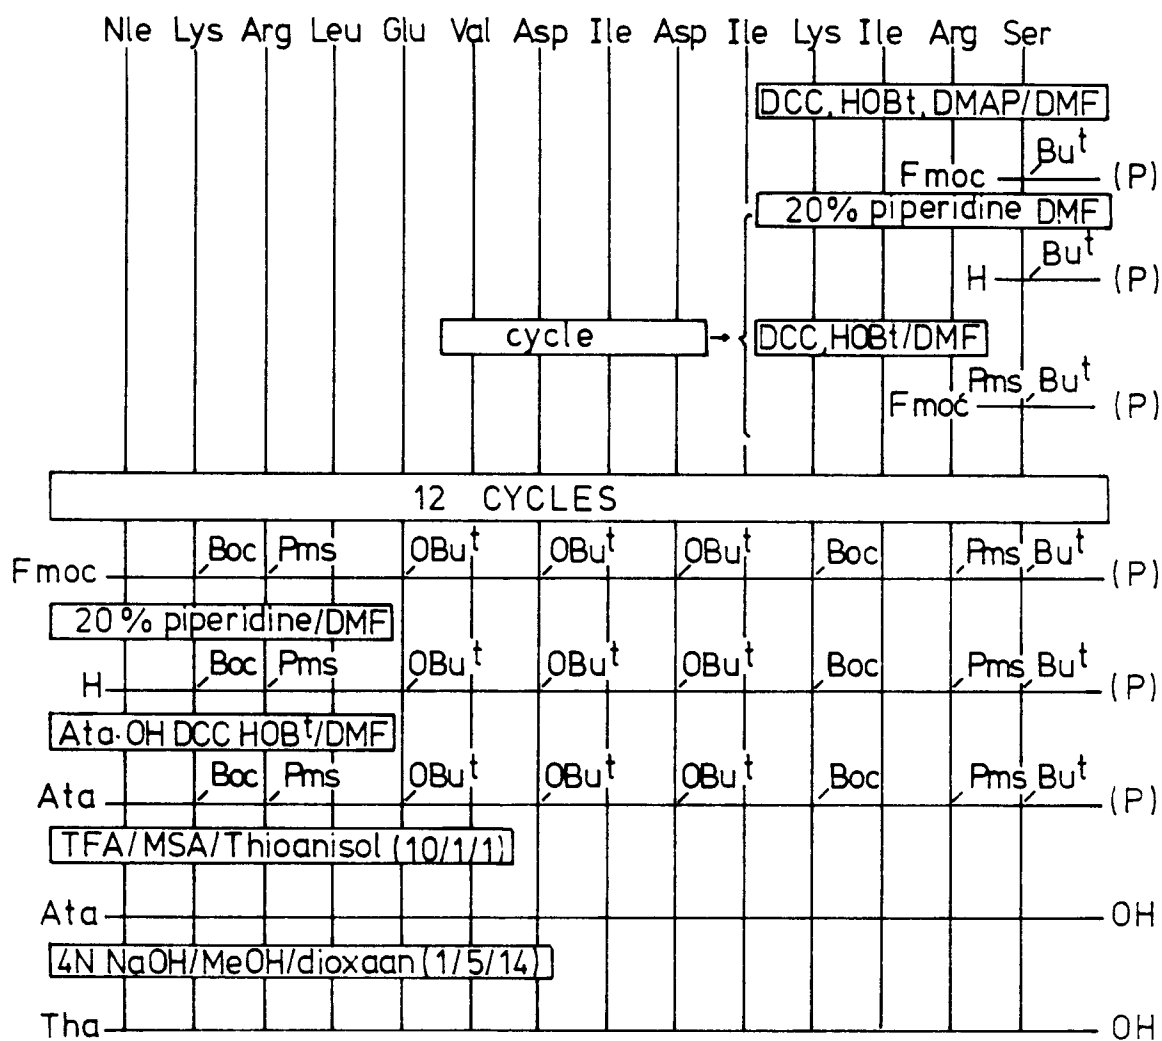 Nle Lys Arg Leu Glu Val Asp Ile Asp Ile Lys Ile Arg Ser
DCC, HOBt, DMAP/DMF
Bu^t
Fmoc (P)
20% piperidine DMF
Bu^t
H (P)
cycle → DCC, HOBt/DMF
Pms Bu^t
Fmoc (P)
12 CYCLES
Boc Pms OBu^t OBu^t OBu^t Boc Pms Bu^t
Fmoc (P)
20% piperidine/DMF
Boc Pms OBu^t OBu^t OBu^t Boc Pms Bu^t
H (P)
Ata·OH DCC HOB^t/DMF
Boc Pms OBu^t OBu^t OBu^t Boc Pms Bu^t
Ata (P)
TFA/MSA/Thioanisol (10/1/1)
Ata OH
4N NaOH/MeOH/dioxaan (1/5/14)
Tha OH